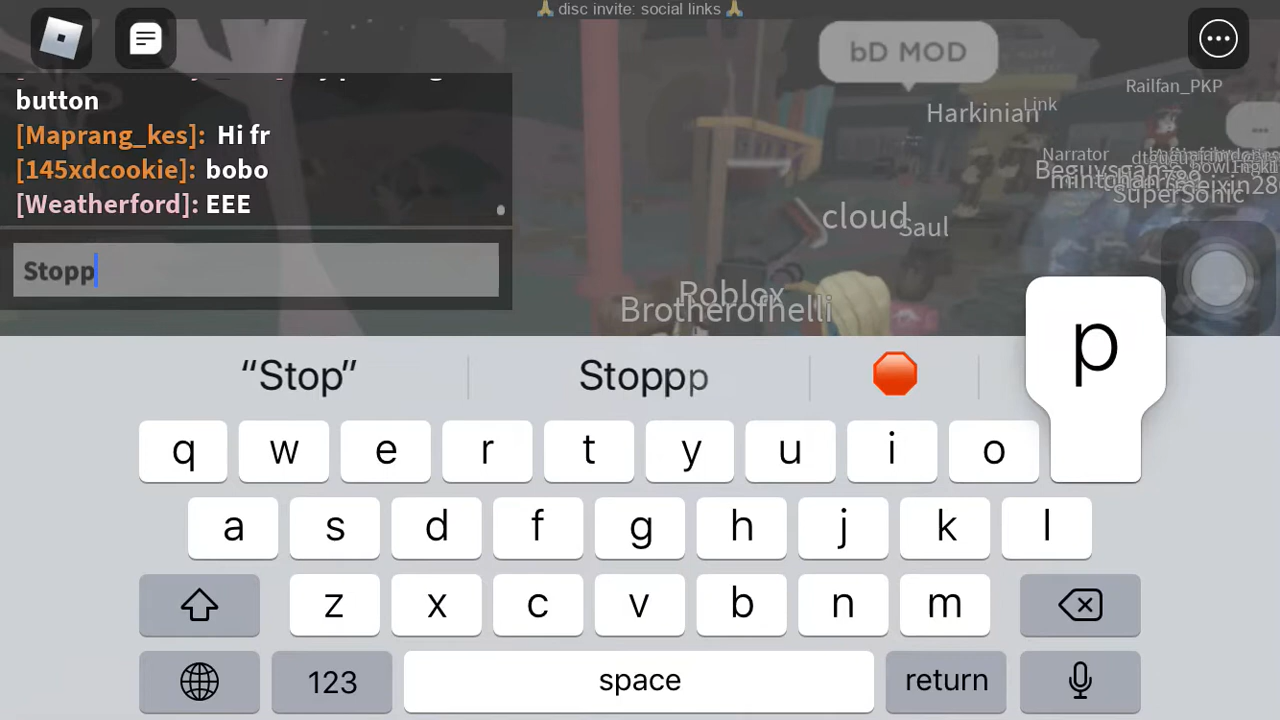 🙏 disc invite: social links 🙏
bD MOD
button
[Maprang_kes]: Hi fr
[145xdcookie]: bobo
[Weatherford]: EEE
Stopp
Railfan_PKP
Link
Harkinian
Narrator
Beguysgame
SuperSonic
cloud
Saul
Roblox
Brotherofhelli
“Stop”
Stoppp
p
q w e r t y u i o
a s d f g h j k l
z x c v b n m
123
space
return